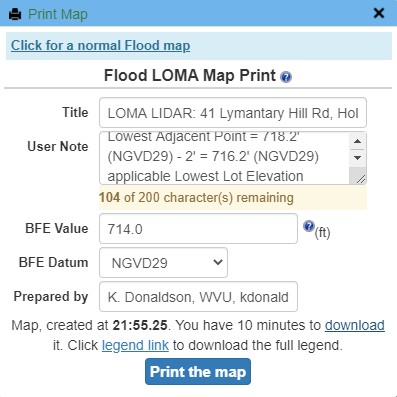 Print Map
Click for a normal Flood map
Flood LOMA Map Print
Title LOMA LIDAR: 41 Lymantary Hill Rd, Hol
User Note Lowest Adjacent Point = 718.2'
(NGVD29) - 2' = 716.2' (NGVD29)
applicable Lowest Lot Elevation
104 of 200 character(s) remaining
BFE Value 714.0 (ft)
BFE Datum NGVD29
Prepared by K. Donaldson, WVU, kdonald
Map, created at 21:55.25. You have 10 minutes to download
it. Click legend link to download the full legend.
Print the map